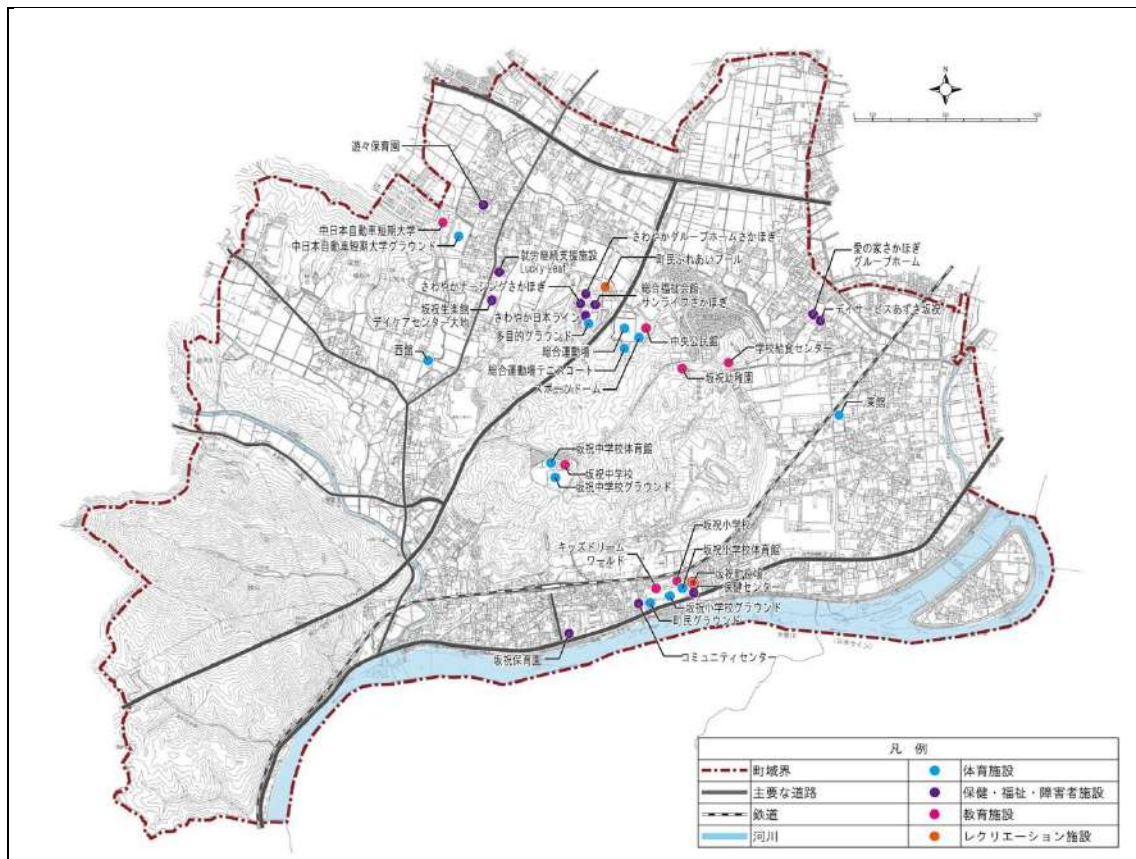 N
遊々保育園
中日本自動車短期大学
中日本自動車短期大学グラウンド
さわやかグループホームさかほぎ
町民ふれあいプール
就労継続支援施設
Lucky Leaf
総合福祉会館
サンライフさかほぎ
さわやかナーシングさかほぎ
愛の家さかほぎ
グループホーム
デイサービスあずさ坂祝
坂祝生楽館
デイケアセンター大地
さわやか日本ライン
多目的グラウンド
中央公民館
総合運動場
学校給食センター
西館
総合運動場テニスコート
坂祝幼稚園
スポーツドーム
東館
坂祝中学校体育館
坂祝中学校
坂祝中学校グラウンド
坂祝小学校
キッズドリーム
ワールド
坂祝小学校体育館
坂祝町役場
保健センター
坂祝小学校グラウンド
町民グラウンド
坂祝保育園
コミュニティセンター
凡 例
町域界
体育施設
主要な道路
保健・福祉・障害者施設
鉄道
教育施設
河川
レクリエーション施設